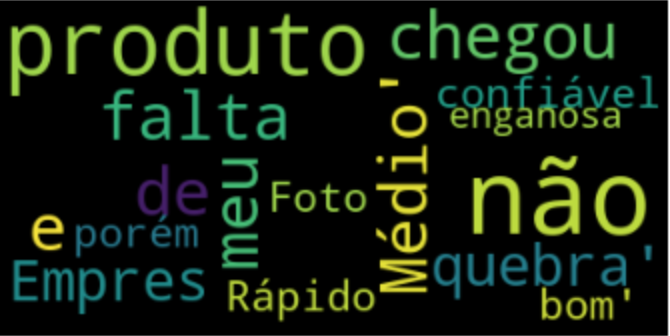 produto
chegou
confiável
enganosa
falta
Médio'
não
de
meu
Foto
e
porém
Empres
Rápido
quebra'
bom'